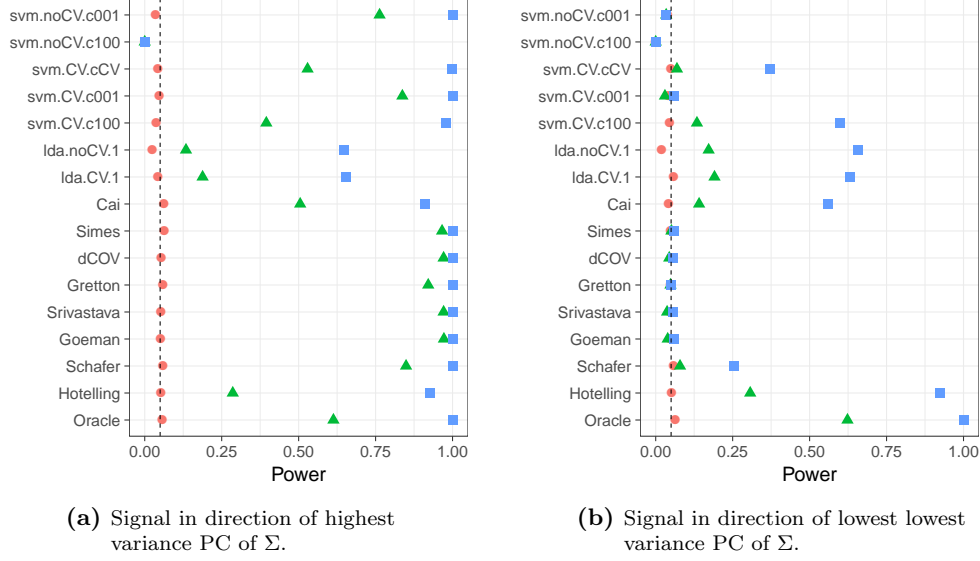 svm.noCV.c001
svm.noCV.c100
svm.CV.cCV
svm.CV.c001
svm.CV.c100
lda.noCV.1
lda.CV.1
Cai
Simes
dCOV
Gretton
Srivastava
Goeman
Schafer
Hotelling
Oracle
0.00 0.25 0.50 0.75 1.00
Power
(a) Signal in direction of highest
variance PC of Σ.
svm.noCV.c001
svm.noCV.c100
svm.CV.cCV
svm.CV.c001
svm.CV.c100
lda.noCV.1
lda.CV.1
Cai
Simes
dCOV
Gretton
Srivastava
Goeman
Schafer
Hotelling
Oracle
0.00 0.25 0.50 0.75 1.00
Power
(b) Signal in direction of lowest lowest
variance PC of Σ.